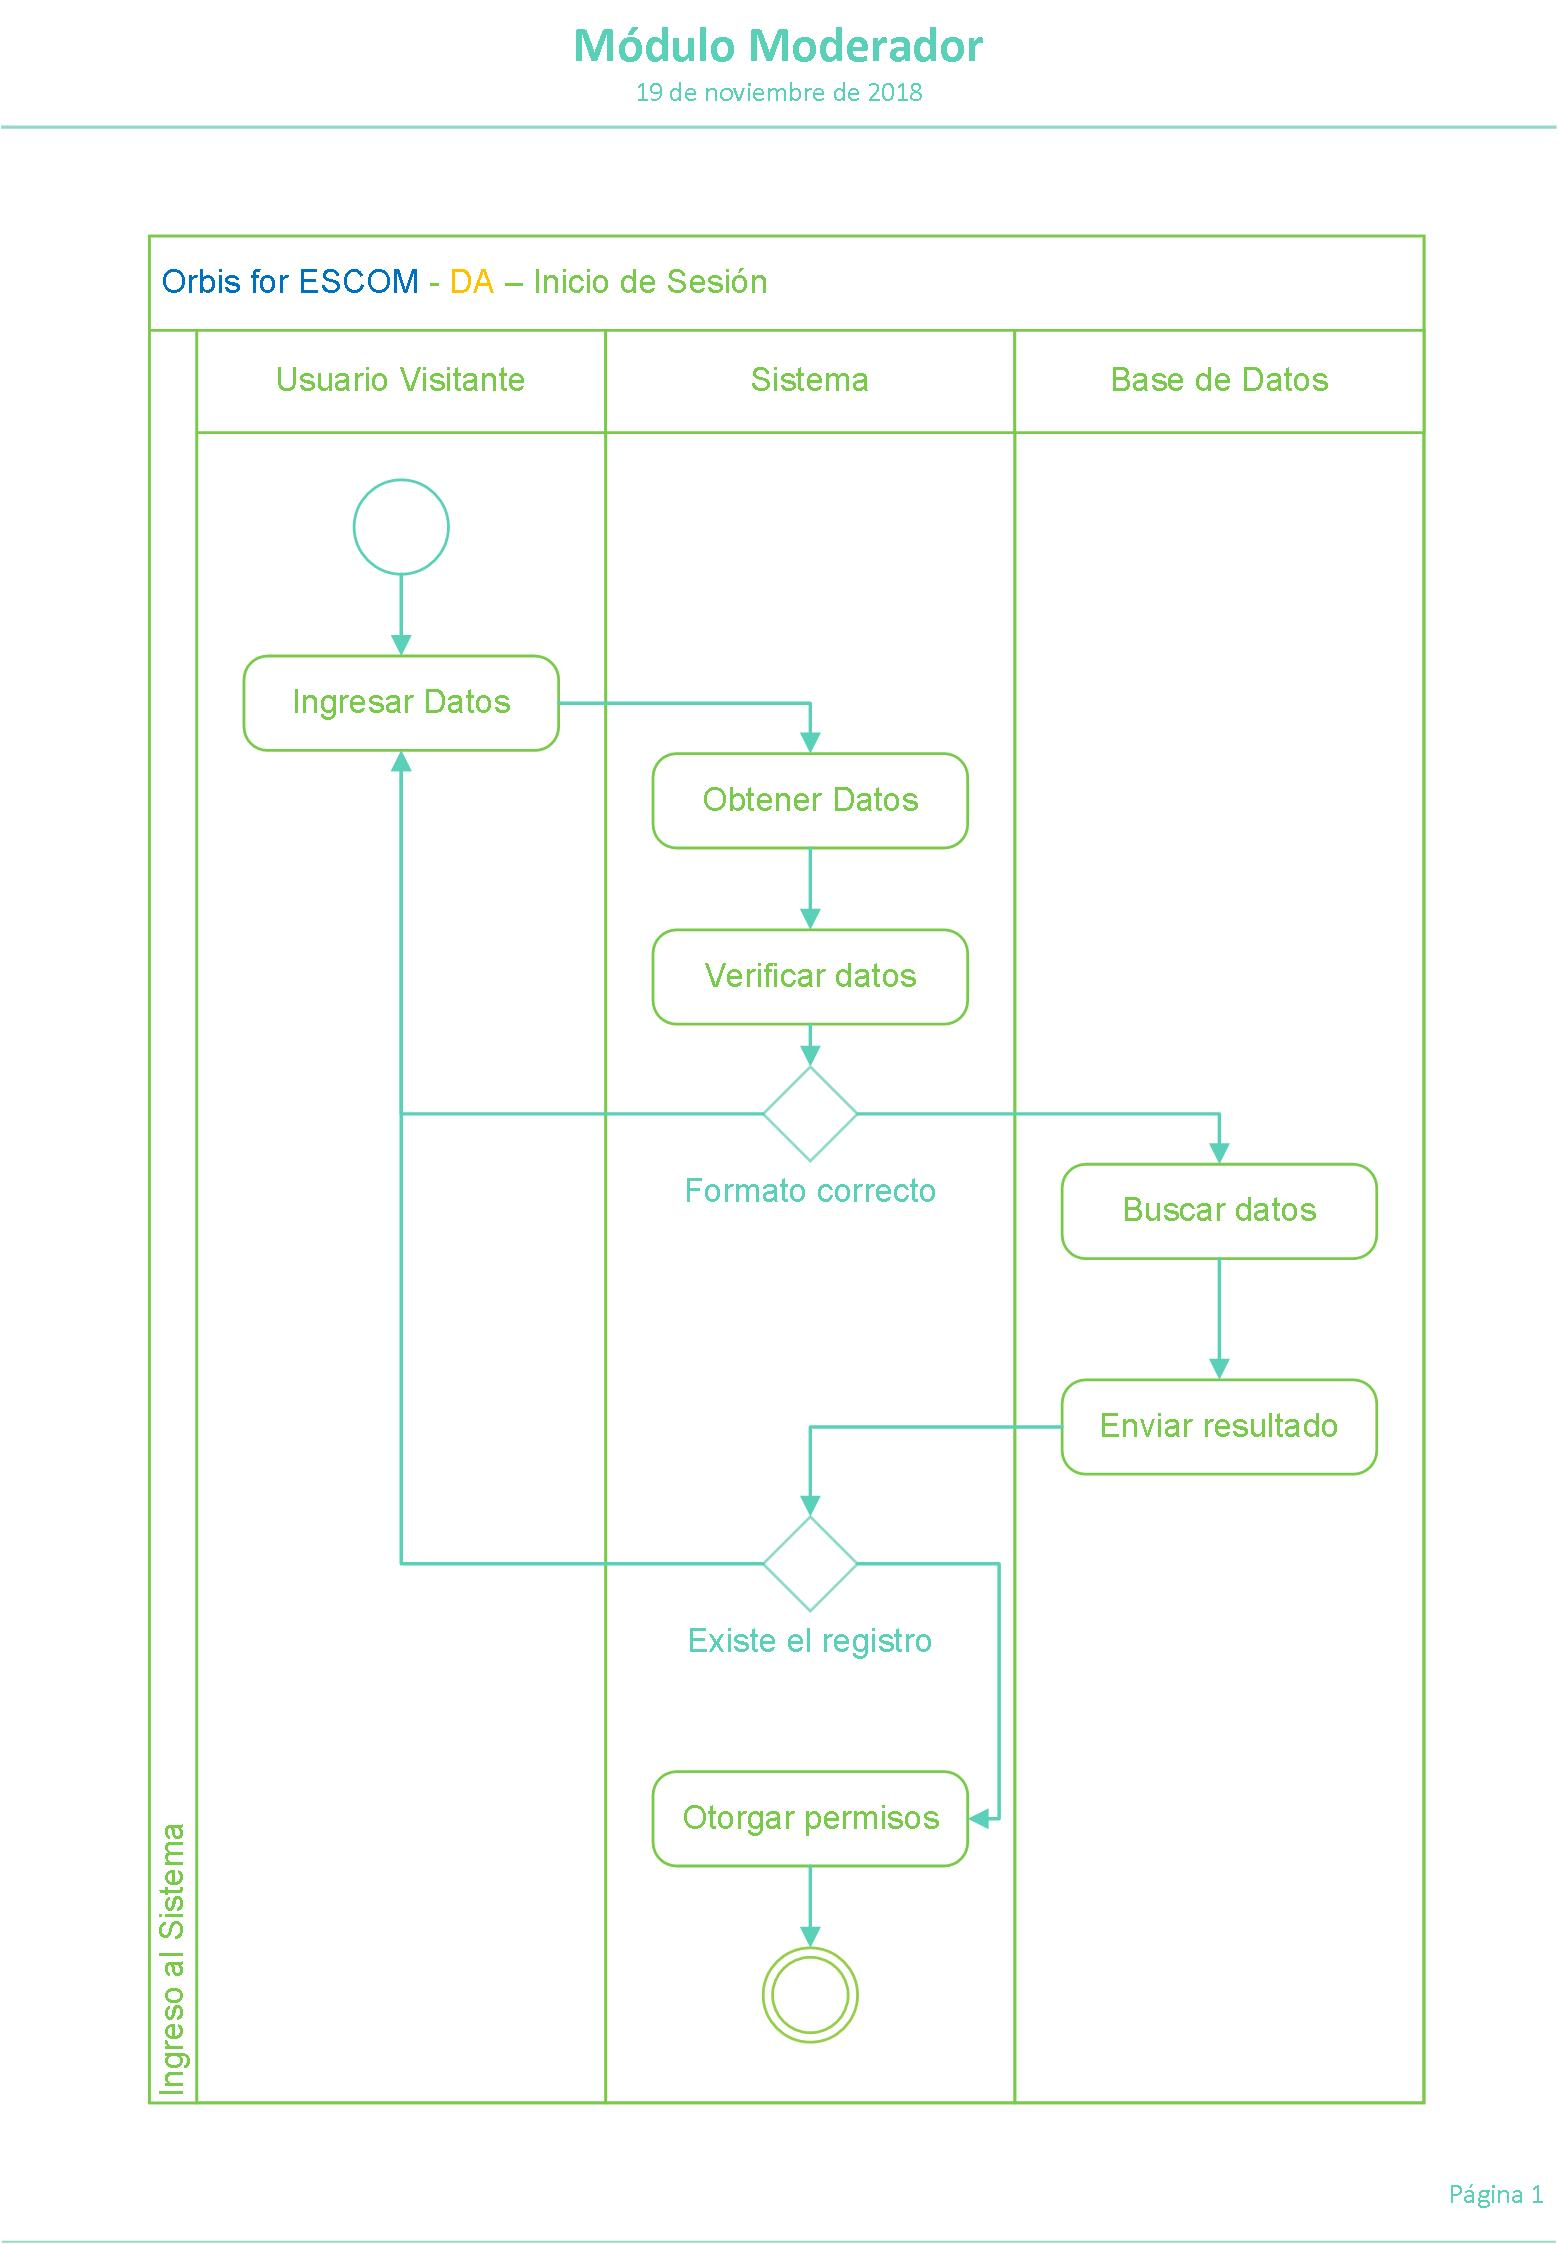 Módulo Moderador
19 de noviembre de 2018
Orbis for ESCOM - DA – Inicio de Sesión
Usuario Visitante
Sistema
Base de Datos
Ingresar Datos
Obtener Datos
Verificar datos
Formato correcto
Buscar datos
Enviar resultado
Existe el registro
Otorgar permisos
Ingreso al Sistema
Página 1